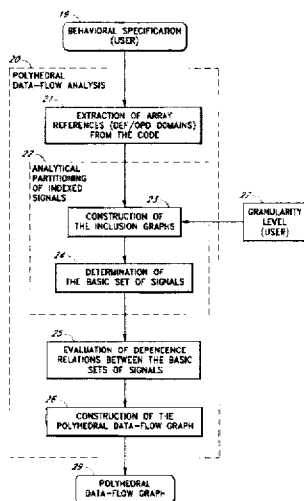 19
BEHAVIORAL SPECIFICATION
(USER)
20
POLYHEDRAL
DATA-FLOW ANALYSIS
21
EXTRACTION OF ARRAY
REFERENCES (DEF/OPD DOMAINS)
FROM THE CODE
22
ANALYTICAL
PARTITIONING
OF INDEXED
SIGNALS
23
CONSTRUCTION OF
THE INCLUSION GRAPHS
27
GRANULARITY
LEVEL
(USER)
24
DETERMINATION OF
THE BASIC SET OF SIGNALS
25
EVALUATION OF DEPENDENCE
RELATIONS BETWEEN THE BASIC
SETS OF SIGNALS
26
CONSTRUCTION OF THE
POLYHEDRAL DATA-FLOW GRAPH
29
POLYHEDRAL
DATA-FLOW GRAPH